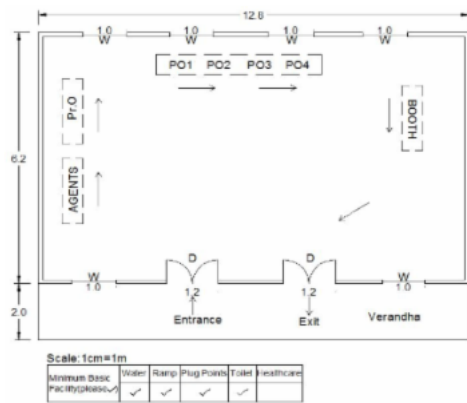 12.8
1.0 1.0 1.0 1.0
W W W W
PO1 PO2 PO3 PO4
Pr.O
BOOTH
6.2
AGENTS
W D D W
1.0 1.2 1.2 1.0
2.0
Entrance Exit Verandha
Scale: 1cm=1m
Minimum Basic Facility(please✓) Water Ramp Plug Points Toilet Healthcare
✓ ✓ ✓ ✓